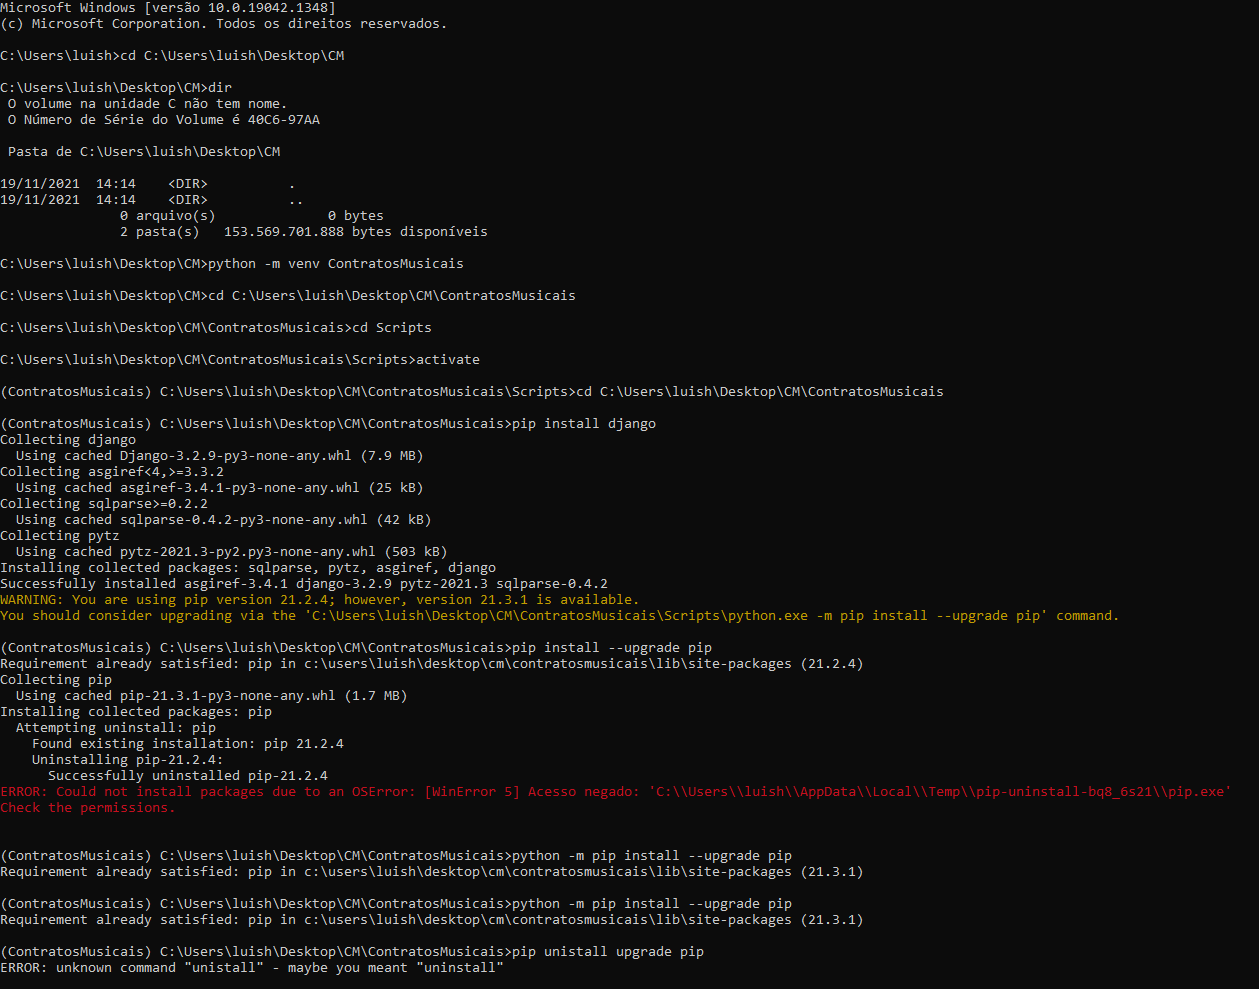 Microsoft Windows [versão 10.0.19042.1348]
(c) Microsoft Corporation. Todos os direitos reservados.
C:\Users\luish>cd C:\Users\luish\Desktop\CM
C:\Users\luish\Desktop\CM>dir
O volume na unidade C não tem nome.
O Número de Série do Volume é 40C6-97AA
Pasta de C:\Users\luish\Desktop\CM
19/11/2021  14:14    <DIR>          .
19/11/2021  14:14    <DIR>          ..
0 arquivo(s)              0 bytes
2 pasta(s)   153.569.701.888 bytes disponíveis
C:\Users\luish\Desktop\CM>python -m venv ContratosMusicais
C:\Users\luish\Desktop\CM>cd C:\Users\luish\Desktop\CM\ContratosMusicais
C:\Users\luish\Desktop\CM\ContratosMusicais>cd Scripts
C:\Users\luish\Desktop\CM\ContratosMusicais\Scripts>activate
(ContratosMusicais) C:\Users\luish\Desktop\CM\ContratosMusicais\Scripts>cd C:\Users\luish\Desktop\CM\ContratosMusicais
(ContratosMusicais) C:\Users\luish\Desktop\CM\ContratosMusicais>pip install django
Collecting django
Using cached Django-3.2.9-py3-none-any.whl (7.9 MB)
Collecting asgiref<4,>=3.3.2
Using cached asgiref-3.4.1-py3-none-any.whl (25 kB)
Collecting sqlparse>=0.2.2
Using cached sqlparse-0.4.2-py3-none-any.whl (42 kB)
Collecting pytz
Using cached pytz-2021.3-py2.py3-none-any.whl (503 kB)
Installing collected packages: sqlparse, pytz, asgiref, django
Successfully installed asgiref-3.4.1 django-3.2.9 pytz-2021.3 sqlparse-0.4.2
WARNING: You are using pip version 21.2.4; however, version 21.3.1 is available.
You should consider upgrading via the 'C:\Users\luish\Desktop\CM\ContratosMusicais\Scripts\python.exe -m pip install --upgrade pip' command.
(ContratosMusicais) C:\Users\luish\Desktop\CM\ContratosMusicais>pip install --upgrade pip
Requirement already satisfied: pip in c:\users\luish\desktop\cm\contratosmusicais\lib\site-packages (21.2.4)
Collecting pip
Using cached pip-21.3.1-py3-none-any.whl (1.7 MB)
Installing collected packages: pip
Attempting uninstall: pip
Found existing installation: pip 21.2.4
Uninstalling pip-21.2.4:
Successfully uninstalled pip-21.2.4
ERROR: Could not install packages due to an OSError: [WinError 5] Acesso negado: 'C:\\Users\\luish\\AppData\\Local\\Temp\\pip-uninstall-bq8_6s21\\pip.exe'
Check the permissions.
(ContratosMusicais) C:\Users\luish\Desktop\CM\ContratosMusicais>python -m pip install --upgrade pip
Requirement already satisfied: pip in c:\users\luish\desktop\cm\contratosmusicais\lib\site-packages (21.3.1)
(ContratosMusicais) C:\Users\luish\Desktop\CM\ContratosMusicais>python -m pip install --upgrade pip
Requirement already satisfied: pip in c:\users\luish\desktop\cm\contratosmusicais\lib\site-packages (21.3.1)
(ContratosMusicais) C:\Users\luish\Desktop\CM\ContratosMusicais>pip unistall upgrade pip
ERROR: unknown command "unistall" - maybe you meant "uninstall"